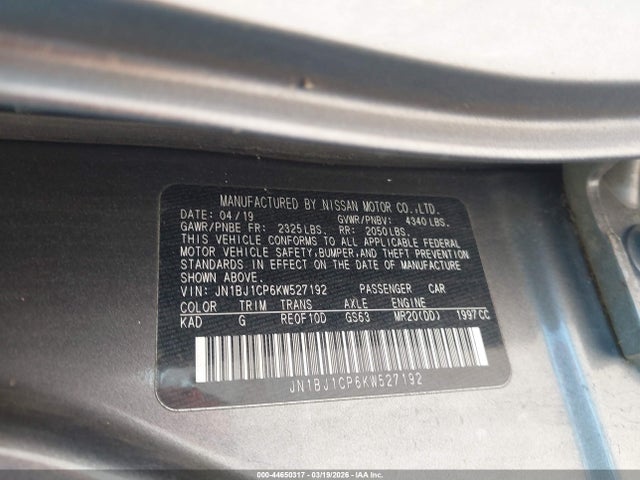 MANUFACTURED BY NISSAN MOTOR CO.,LTD.
DATE: 04/19 GVWR/PNBV: 4340 LBS.
GAWR/PNBE FR: 2325 LBS. RR: 2050 LBS.
THIS VEHICLE CONFORMS TO ALL APPLICABLE FEDERAL
MOTOR VEHICLE SAFETY,BUMPER,AND THEFT PREVENTION
STANDARDS IN EFFECT ON THE DATE OF MANUFACTURE
SHOWN ABOVE.
VIN: JN1BJ1CP6KW527192 PASSENGER CAR
COLOR TRIM TRANS AXLE ENGINE
KAD G REOF10D GS63 MR20(DD) 1997CC
JN1BJ1CP6KW527192
000-44650317 - 03/19/2026 - IAA Inc.